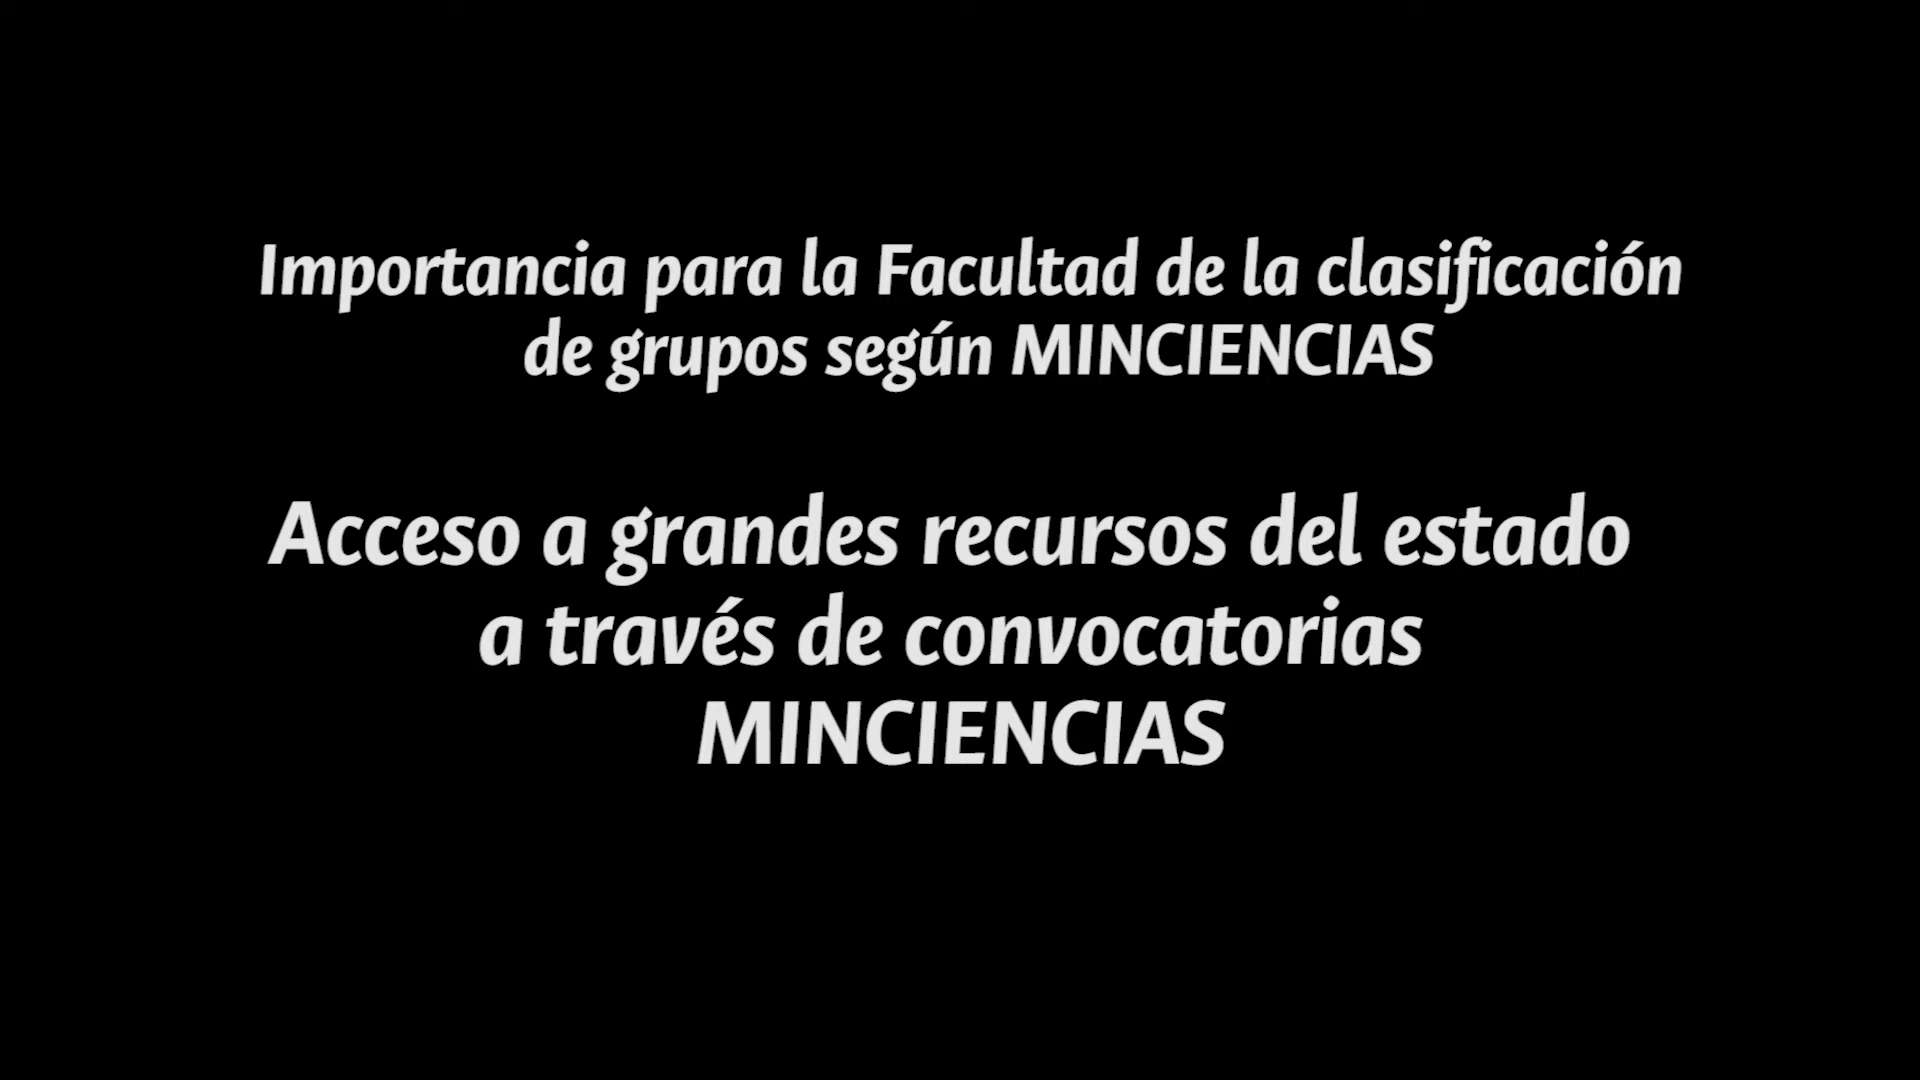 Importancia para la Facultad de la clasificación
de grupos según MINCIENCIAS
Acceso a grandes recursos del estado
a través de convocatorias
MINCIENCIAS